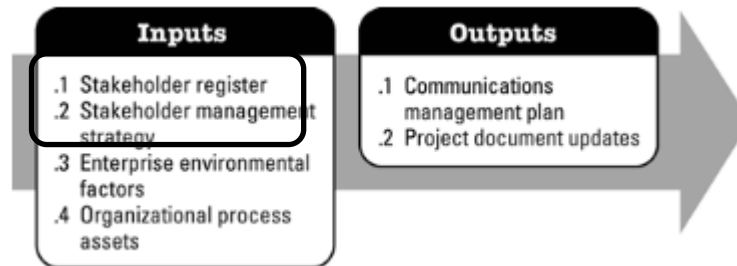 Inputs
.1 Stakeholder register
.2 Stakeholder management
strategy
.3 Enterprise environmental
factors
.4 Organizational process
assets
Outputs
.1 Communications
management plan
.2 Project document updates